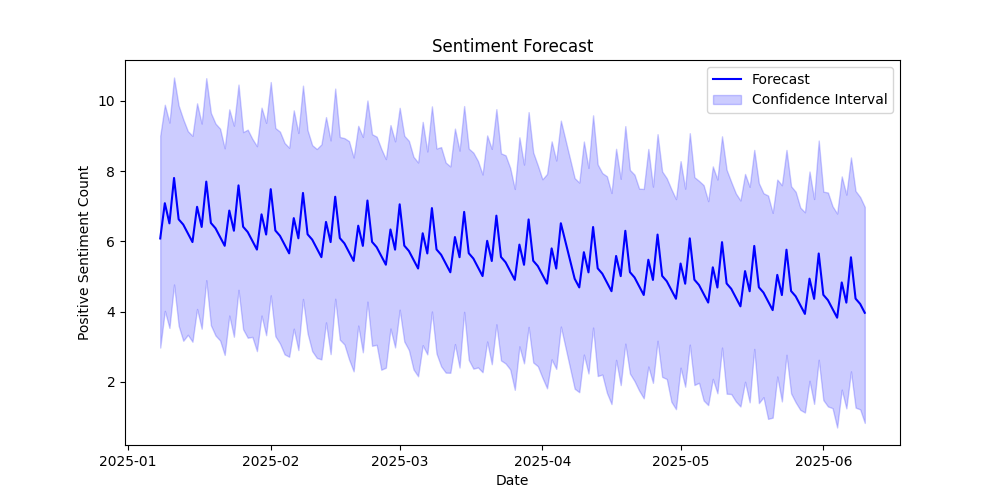 Sentiment Forecast
Forecast
Confidence Interval
Positive Sentiment Count
10
8
6
4
2
2025-01
2025-02
2025-03
2025-04
2025-05
2025-06
Date